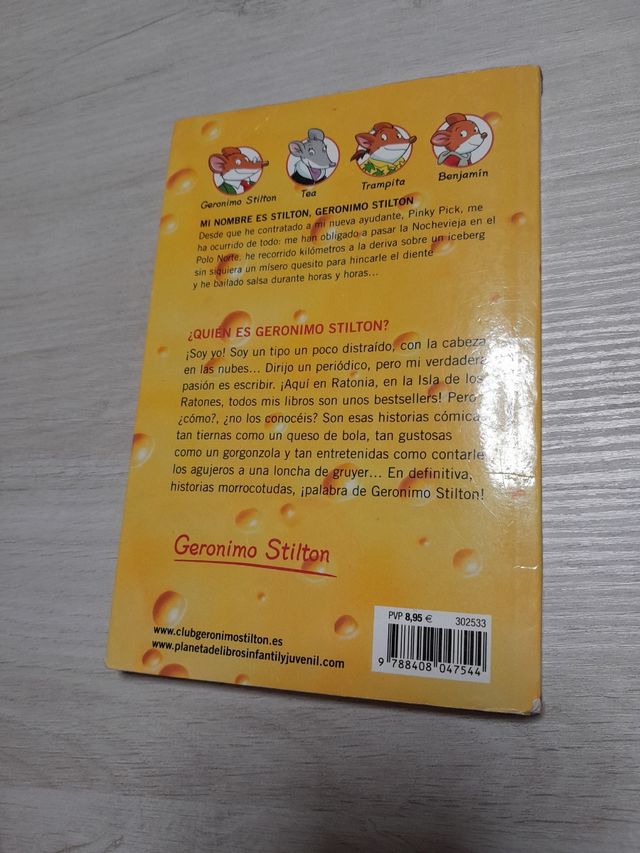 Geronimo Stilton
Tea
Trampita
Benjamín
MI NOMBRE ES STILTON, GERONIMO STILTON
Desde que he contratado a mi nueva ayudante, Pinky Pick, me
ha ocurrido de todo: me han obligado a pasar la Nochevieja en el
Polo Norte, he recorrido kilómetros a la deriva sobre un iceberg
sin siquiera un mísero quesito para hincarle el diente
y he bailado salsa durante horas y horas...
¿QUIÉN ES GERONIMO STILTON?
¡Soy yo! Soy un tipo un poco distraído, con la cabeza
en las nubes... Dirijo un periódico, pero mi verdadera
pasión es escribir. ¡Aquí en Ratonia, en la Isla de los
Ratones, todos mis libros son unos bestsellers! Pero
¿cómo?, ¿no los conocéis? Son esas historias cómicas,
tan tiernas como un queso de bola, tan gustosas
como un gorgonzola y tan entretenidas como contarle
los agujeros a una loncha de gruyer... En definitiva,
historias morrocotudas, ¡palabra de Geronimo Stilton!
Geronimo Stilton
www.clubgeronimostilton.es
www.planetadelibrosinfantilyjuvenil.com
PVP 8,95 € 302533
9 788408 047544